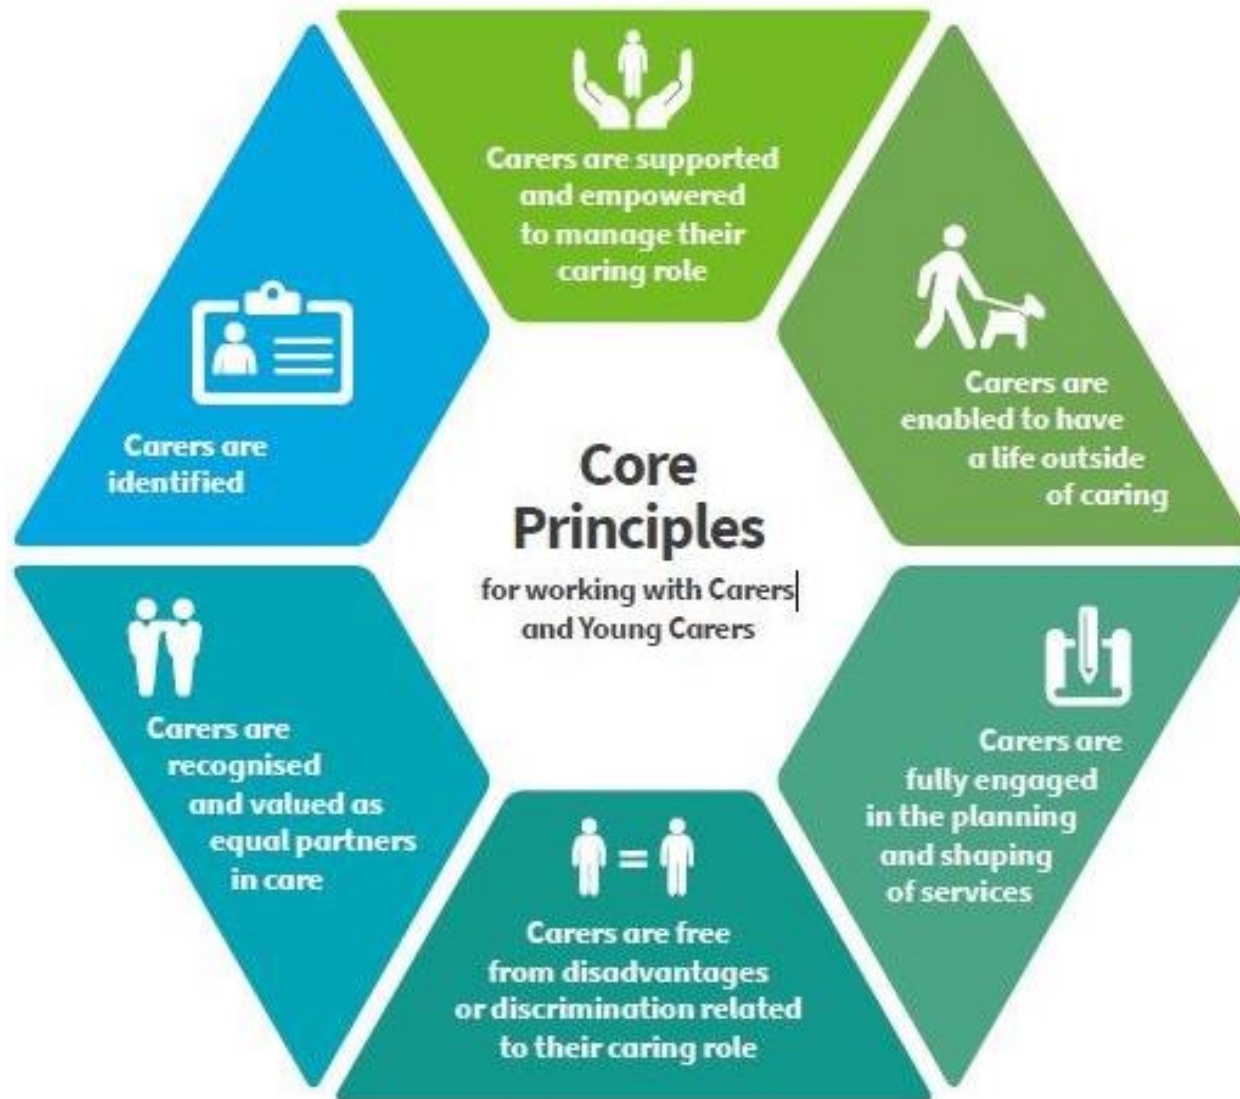 Core
Principles
for working with Carers
and Young Carers
Carers are
identified
Carers are supported
and empowered
to manage their
caring role
Carers are
enabled to have
a life outside
of caring
Carers are
fully engaged
in the planning
and shaping
of services
Carers are free
from disadvantages
or discrimination related
to their caring role
Carers are
recognised
and valued as
equal partners
in care